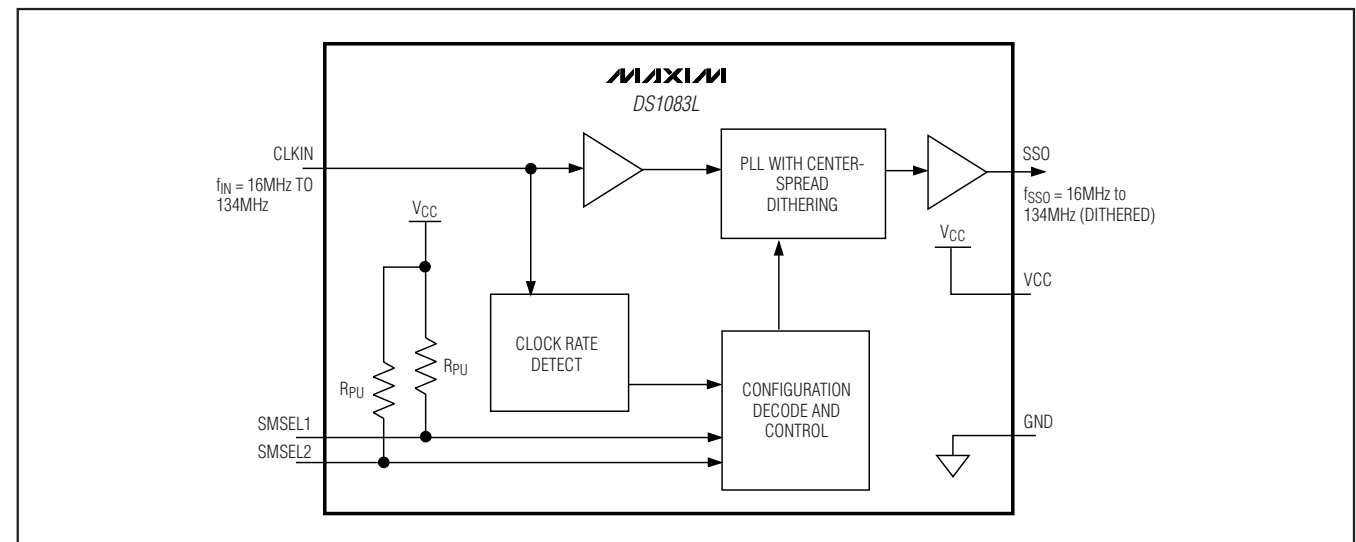 MAXIM
DS1083L
CLKIN
fIN = 16MHz TO
134MHz
VCC
RPU
RPU
CLOCK RATE
DETECT
PLL WITH CENTER-
SPREAD
DITHERING
SSO
fSSO = 16MHz to
134MHz (DITHERED)
VCC
VCC
CONFIGURATION
DECODE AND
CONTROL
SMSEL1
SMSEL2
GND